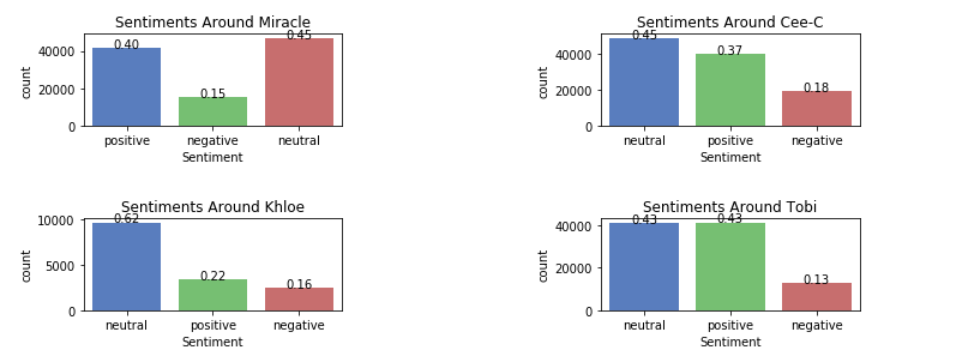 Sentiments Around Miracle
0.40
0.15
0.45
40000
20000
0
count
positive negative neutral
Sentiment
Sentiments Around Cee-C
0.45
0.37
0.18
40000
20000
0
count
neutral positive negative
Sentiment
Sentiments Around Khloe
0.62
0.22
0.16
10000
5000
0
count
neutral positive negative
Sentiment
Sentiments Around Tobi
0.43
0.43
0.13
40000
20000
0
count
neutral positive negative
Sentiment